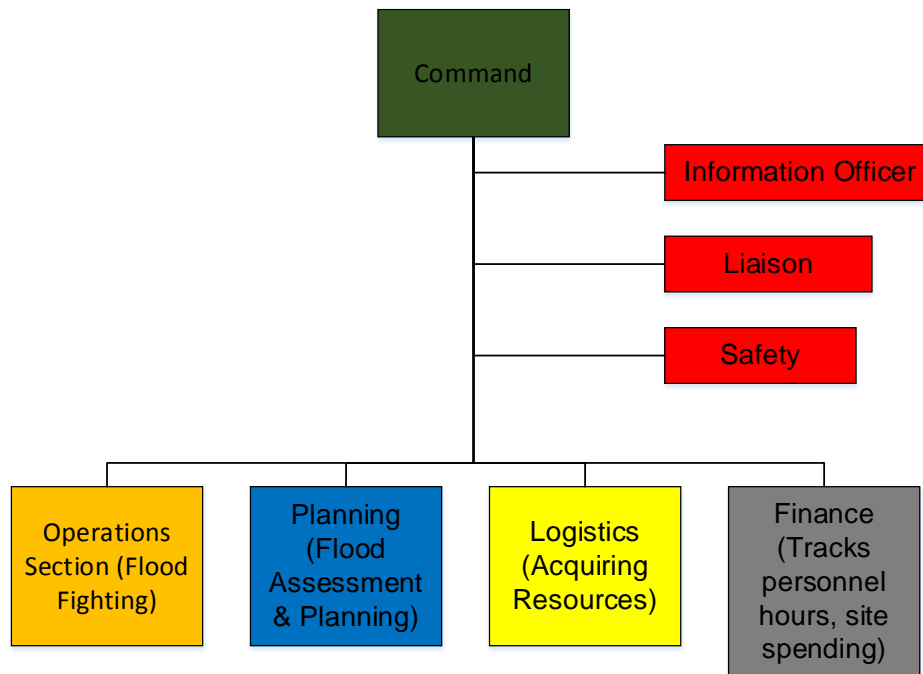 Command
Information Officer
Liaison
Safety
Operations
Section (Flood
Fighting)
Planning
(Flood
Assessment
& Planning)
Logistics
(Acquiring
Resources)
Finance
(Tracks
personnel
hours, site
spending)